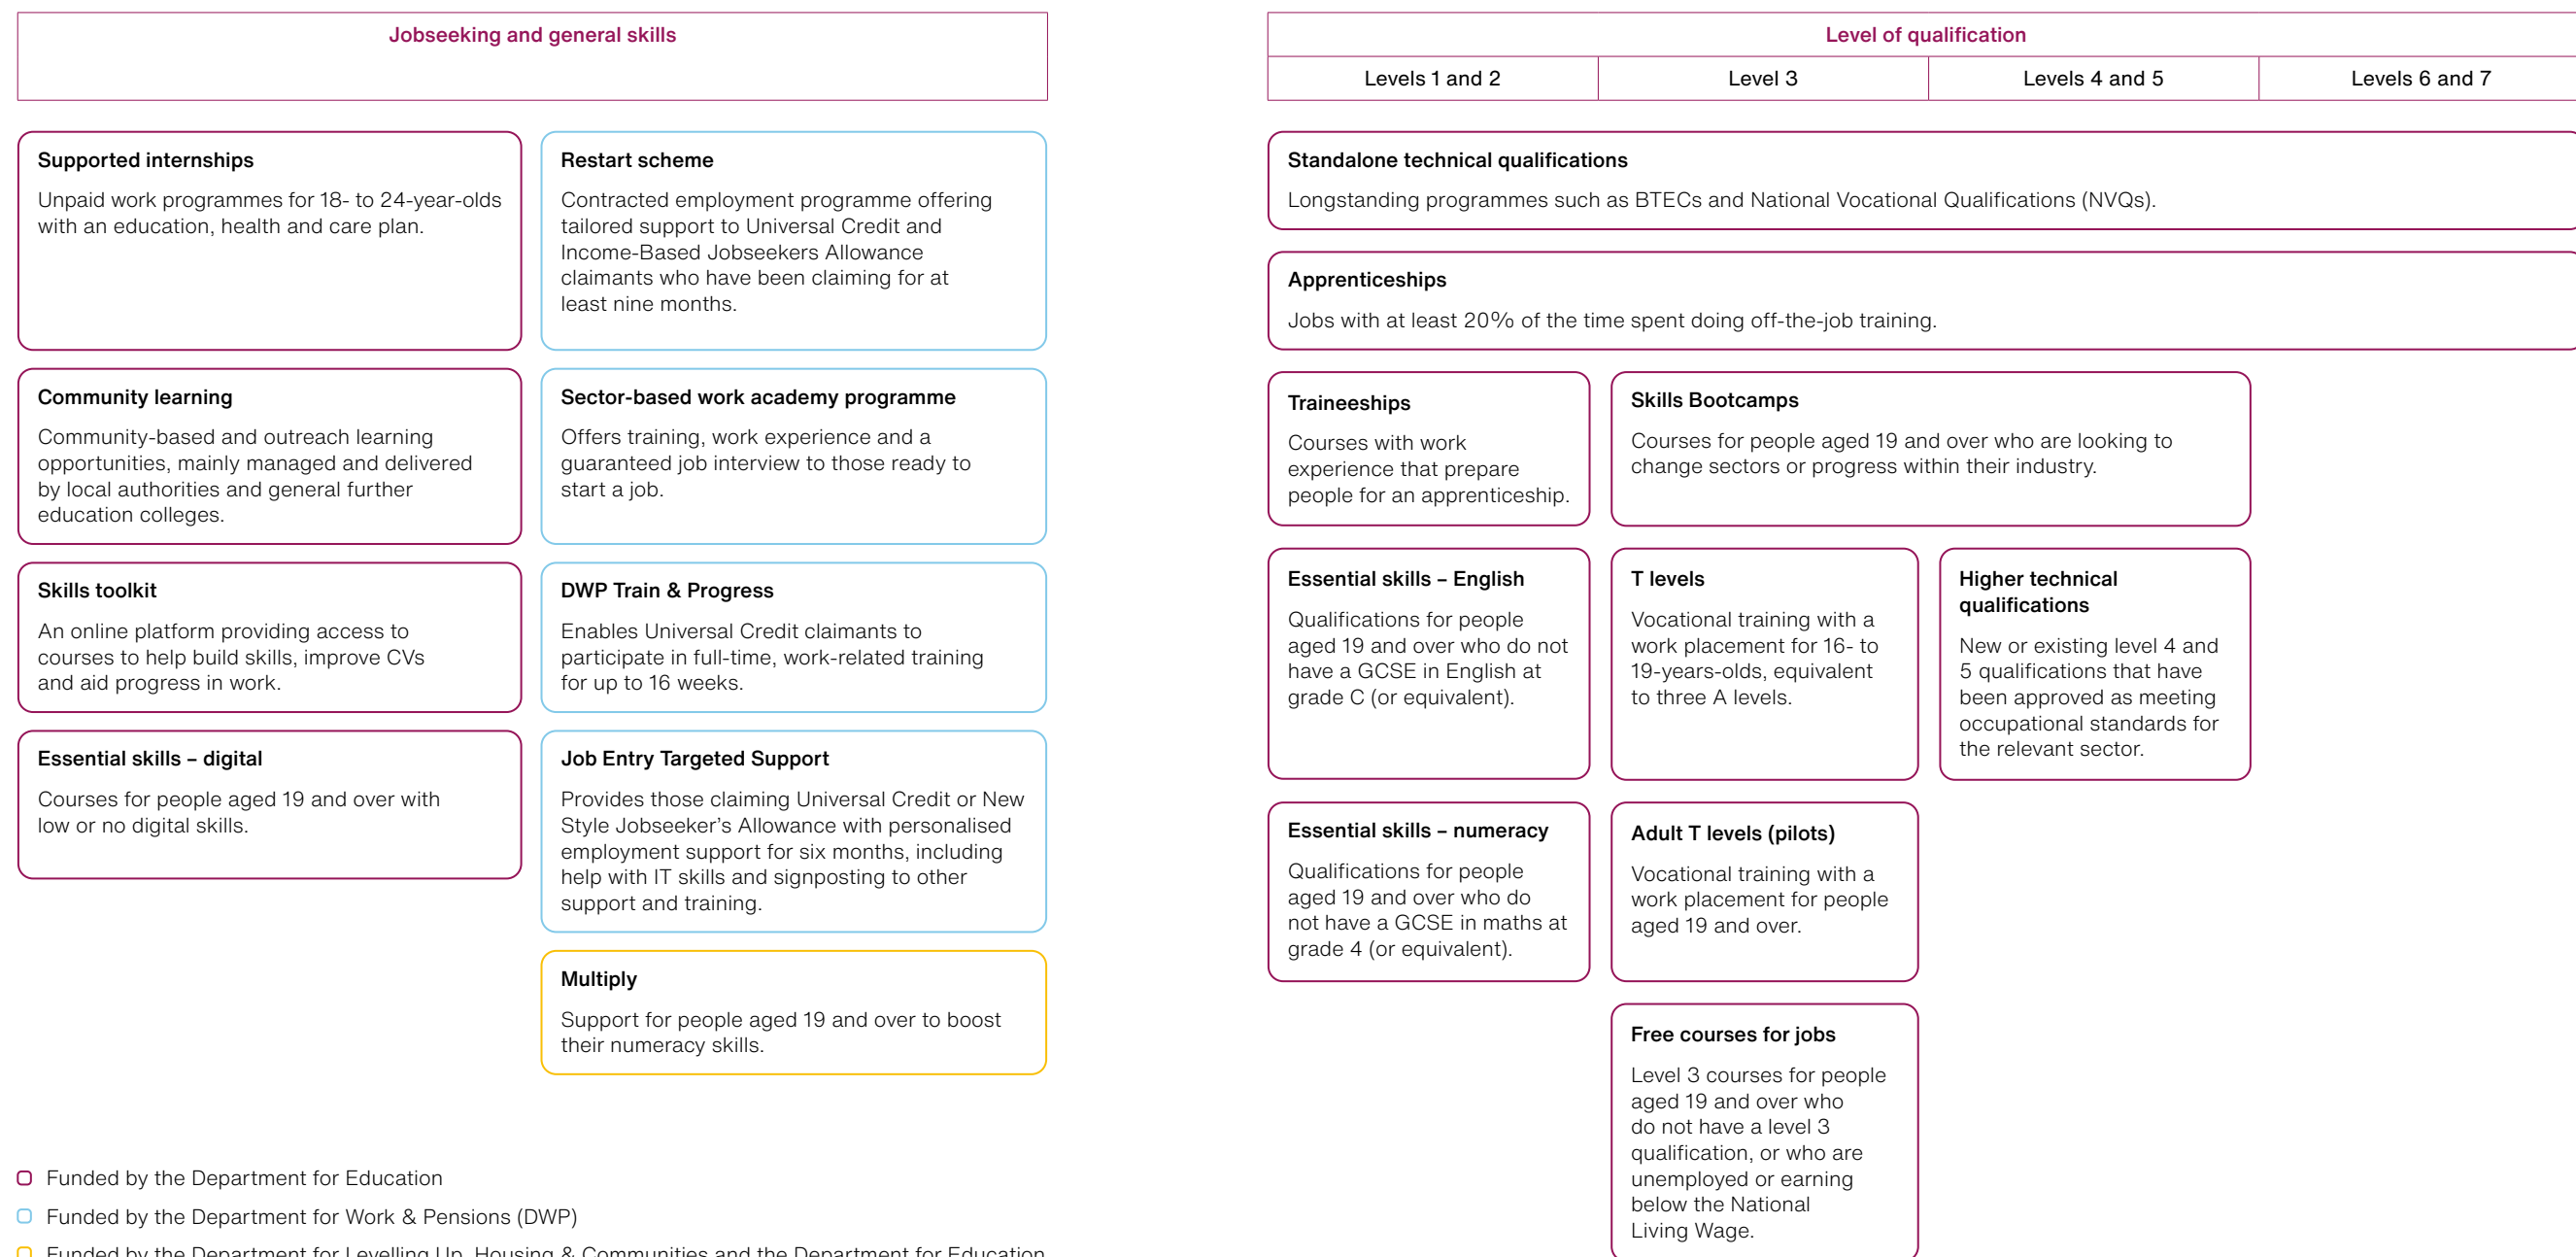 Jobseeking and general skills
Supported internships
Unpaid work programmes for 18- to 24-year-olds
with an education, health and care plan.
Restart scheme
Contracted employment programme offering
tailored support to Universal Credit and
Income-Based Jobseekers Allowance
claimants who have been claiming for at
least nine months.
Community learning
Community-based and outreach learning
opportunities, mainly managed and delivered
by local authorities and general further
education colleges.
Sector-based work academy programme
Offers training, work experience and a
guaranteed job interview to those ready to
start a job.
Skills toolkit
An online platform providing access to
courses to help build skills, improve CVs
and aid progress in work.
DWP Train & Progress
Enables Universal Credit claimants to
participate in full-time, work-related training
for up to 16 weeks.
Essential skills – digital
Courses for people aged 19 and over with
low or no digital skills.
Job Entry Targeted Support
Provides those claiming Universal Credit or New
Style Jobseeker’s Allowance with personalised
employment support for six months, including
help with IT skills and signposting to other
support and training.
Multiply
Support for people aged 19 and over to boost
their numeracy skills.
Funded by the Department for Education
Funded by the Department for Work & Pensions (DWP)
Funded by the Department for Levelling Up, Housing & Communities and the Department for Education
Level of qualification
Levels 1 and 2
Level 3
Levels 4 and 5
Levels 6 and 7
Standalone technical qualifications
Longstanding programmes such as BTECs and National Vocational Qualifications (NVQs).
Apprenticeships
Jobs with at least 20% of the time spent doing off-the-job training.
Traineeships
Courses with work
experience that prepare
people for an apprenticeship.
Skills Bootcamps
Courses for people aged 19 and over who are looking to
change sectors or progress within their industry.
Essential skills – English
Qualifications for people
aged 19 and over who do not
have a GCSE in English at
grade C (or equivalent).
T levels
Vocational training with a
work placement for 16- to
19-years-olds, equivalent
to three A levels.
Higher technical
qualifications
New or existing level 4 and
5 qualifications that have
been approved as meeting
occupational standards for
the relevant sector.
Essential skills – numeracy
Qualifications for people
aged 19 and over who do
not have a GCSE in maths at
grade 4 (or equivalent).
Adult T levels (pilots)
Vocational training with a
work placement for people
aged 19 and over.
Free courses for jobs
Level 3 courses for people
aged 19 and over who
do not have a level 3
qualification, or who are
unemployed or earning
below the National
Living Wage.